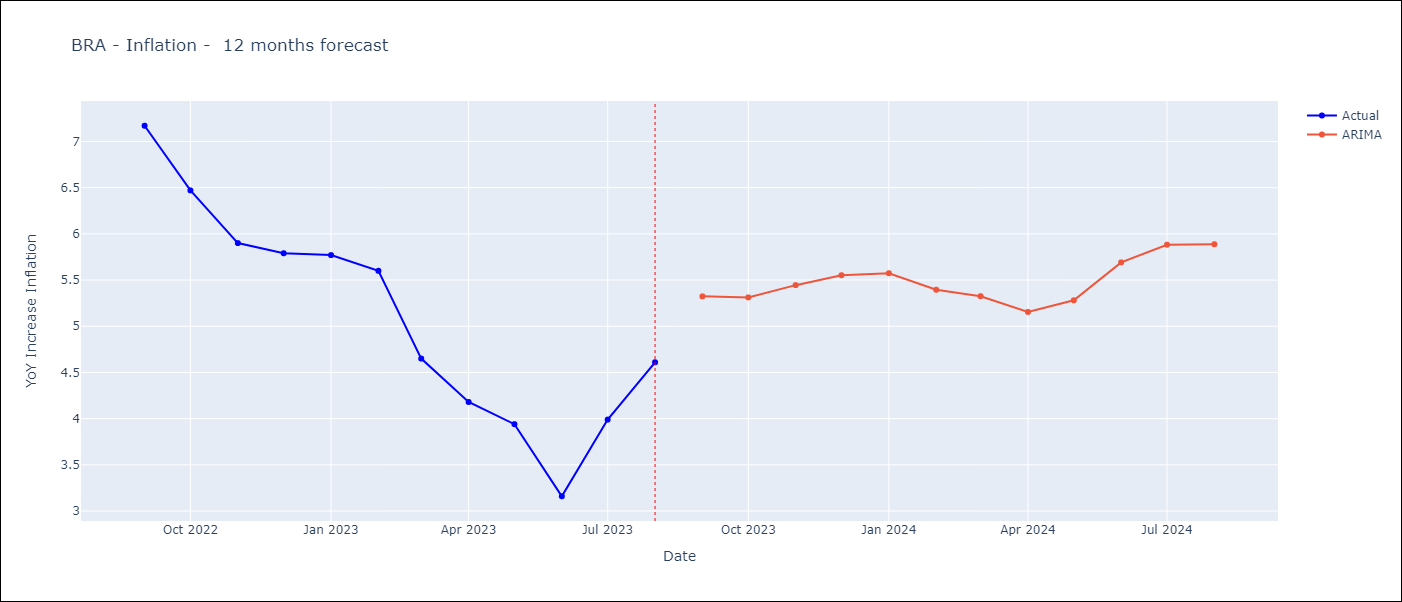 BRA - Inflation -  12 months forecast
Actual
ARIMA
YoY Increase Inflation
7
6.5
6
5.5
5
4.5
4
3.5
3
Oct 2022
Jan 2023
Apr 2023
Jul 2023
Oct 2023
Jan 2024
Apr 2024
Jul 2024
Date